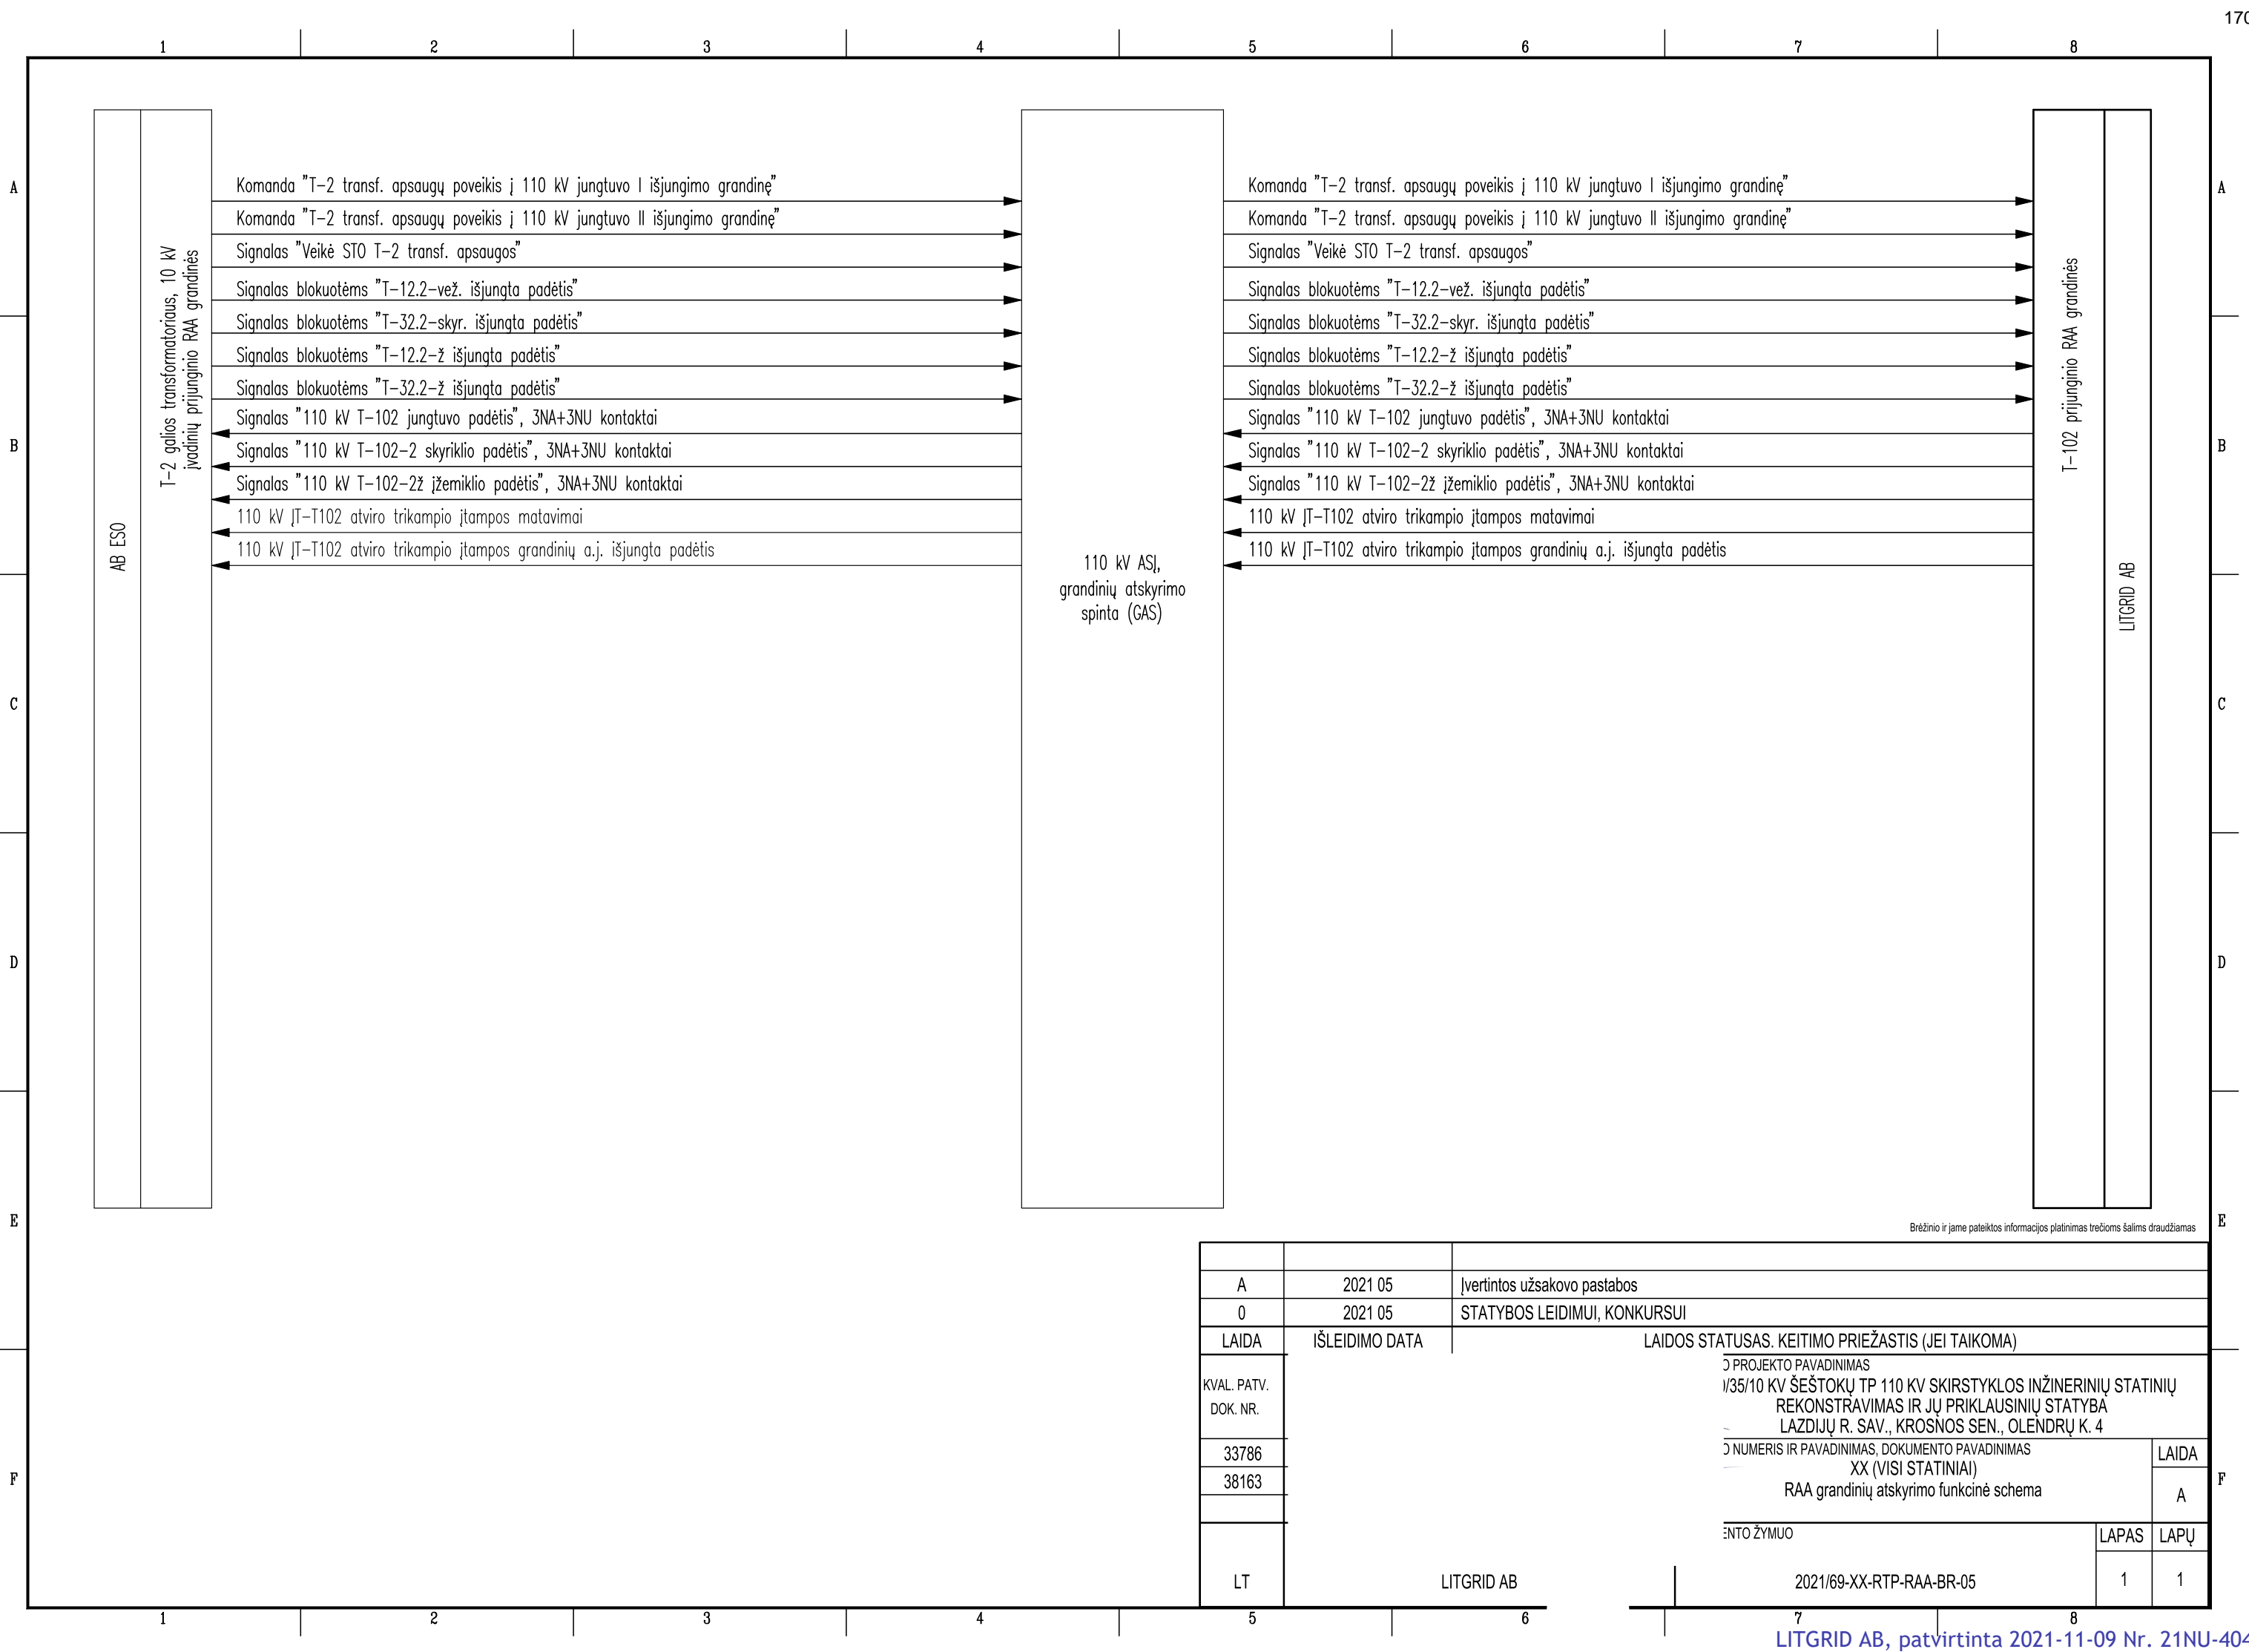 170
1 2 3 4 5 6 7 8
A
B
C
D
E
F
AB ESO
T-2 galios transformatoriaus, 10 kV
įvadinių prijunginio RAA grandinės
Komanda "T-2 transf. apsaugų poveikis į 110 kV jungtuvo I išjungimo grandinę"
Komanda "T-2 transf. apsaugų poveikis į 110 kV jungtuvo II išjungimo grandinę"
Signalas "Veikė STO T-2 transf. apsaugos"
Signalas blokuotėms "T-12.2-vež. išjungta padėtis"
Signalas blokuotėms "T-32.2-skyr. išjungta padėtis"
Signalas blokuotėms "T-12.2-ž išjungta padėtis"
Signalas blokuotėms "T-32.2-ž išjungta padėtis"
Signalas "110 kV T-102 jungtuvo padėtis", 3NA+3NU kontaktai
Signalas "110 kV T-102-2 skyriklio padėtis", 3NA+3NU kontaktai
Signalas "110 kV T-102-2ž įžemiklio padėtis", 3NA+3NU kontaktai
110 kV ĮT-T102 atviro trikampio įtampos matavimai
110 kV ĮT-T102 atviro trikampio įtampos grandinių a.j. išjungta padėtis
110 kV ASĮ,
grandinių atskyrimo
spinta (GAS)
Komanda "T-2 transf. apsaugų poveikis į 110 kV jungtuvo I išjungimo grandinę"
Komanda "T-2 transf. apsaugų poveikis į 110 kV jungtuvo II išjungimo grandinę"
Signalas "Veikė STO T-2 transf. apsaugos"
Signalas blokuotėms "T-12.2-vež. išjungta padėtis"
Signalas blokuotėms "T-32.2-skyr. išjungta padėtis"
Signalas blokuotėms "T-12.2-ž išjungta padėtis"
Signalas blokuotėms "T-32.2-ž išjungta padėtis"
Signalas "110 kV T-102 jungtuvo padėtis", 3NA+3NU kontaktai
Signalas "110 kV T-102-2 skyriklio padėtis", 3NA+3NU kontaktai
Signalas "110 kV T-102-2ž įžemiklio padėtis", 3NA+3NU kontaktai
110 kV ĮT-T102 atviro trikampio įtampos matavimai
110 kV ĮT-T102 atviro trikampio įtampos grandinių a.j. išjungta padėtis
T-102 prijunginio RAA grandinės
LITGRID AB
A
B
C
D
E
F
Brėžinio ir jame pateiktos informacijos platinimas trečioms šalims draudžiamas
A 2021 05 Įvertintos užsakovo pastabos
0 2021 05 STATYBOS LEIDIMUI, KONKURSUI
LAIDA IŠLEIDIMO DATA LAIDOS STATUSAS. KEITIMO PRIEŽASTIS (JEI TAIKOMA)
KVAL. PATV.
DOK. NR.
PROJEKTO PAVADINIMAS
/35/10 KV ŠEŠTOKŲ TP 110 KV SKIRSTYKLOS INŽINERINIŲ STATINIŲ
REKONSTRAVIMAS IR JŲ PRIKLAUSINIŲ STATYBA
LAZDIJŲ R. SAV., KROSNOS SEN., OLENDRŲ K. 4
33786
38163
NUMERIS IR PAVADINIMAS, DOKUMENTO PAVADINIMAS
XX (VISI STATINIAI)
RAA grandinių atskyrimo funkcinė schema
LAIDA
A
ENTO ŽYMUO
LAPAS LAPŲ
LT LITGRID AB 2021/69-XX-RTP-RAA-BR-05 1 1
1 2 3 4 5 6 7 8
LITGRID AB, patvirtinta 2021-11-09 Nr. 21NU-404